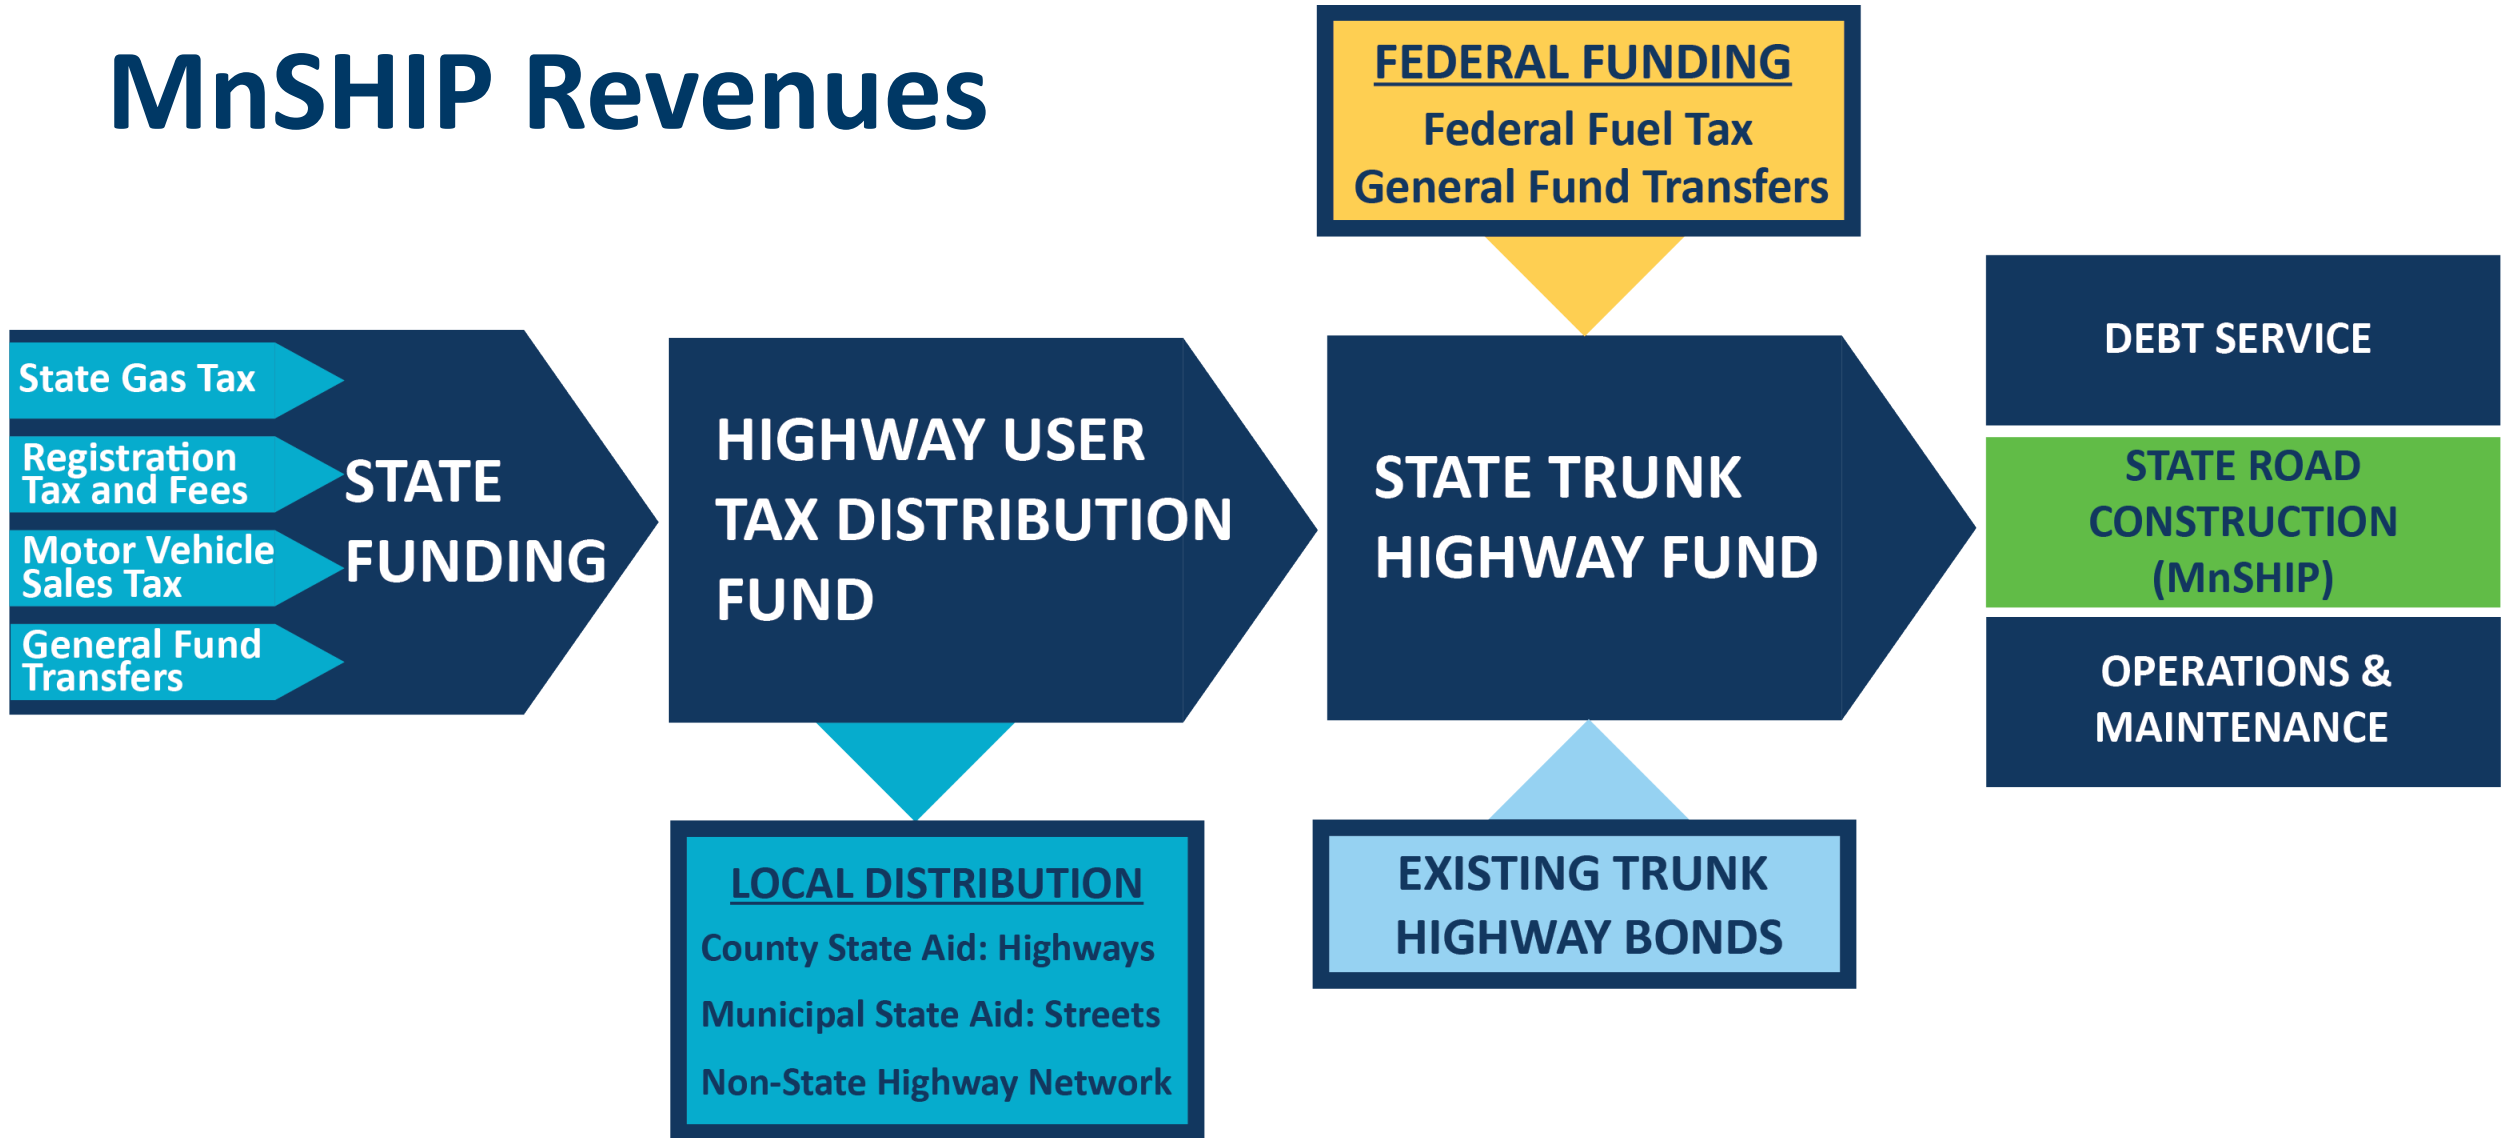 MnSHIP Revenues
FEDERAL FUNDING
Federal Fuel Tax
General Fund Transfers
State Gas Tax
Registration
Tax and Fees
Motor Vehicle
Sales Tax
General Fund
Transfers
STATE
FUNDING
HIGHWAY USER
TAX DISTRIBUTION
FUND
STATE TRUNK
HIGHWAY FUND
DEBT SERVICE
STATE ROAD
CONSTRUCTION
(MnSHIP)
OPERATIONS &
MAINTENANCE
LOCAL DISTRIBUTION
County State Aid: Highways
Municipal State Aid: Streets
Non-State Highway Network
EXISTING TRUNK
HIGHWAY BONDS